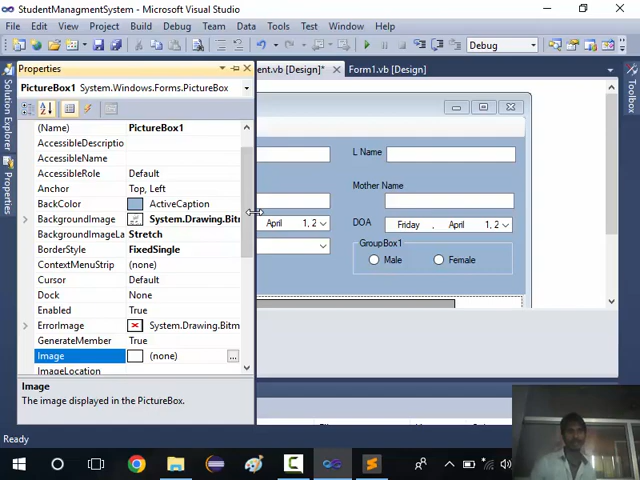 StudentManagmentSystem - Microsoft Visual Studio
File Edit View Project Build Debug Team Data Tools Test Window Help
Debug
Properties
ent.vb [Design]* Form1.vb [Design]
PictureBox1 System.Windows.Forms.PictureBox
Solution Explorer
Properties
Toolbox
(Name) PictureBox1
AccessibleDescriptio
AccessibleName
AccessibleRole Default
Anchor Top, Left
BackColor ActiveCaption
BackgroundImage System.Drawing.Bitr
BackgroundImageLa Stretch
BorderStyle FixedSingle
ContextMenuStrip (none)
Cursor Default
Dock None
Enabled True
ErrorImage System.Drawing.Bitm
GenerateMember True
Image (none) ...
ImageLocation
L Name
Mother Name
April 1, 2
DOA Friday , April 1, 2
GroupBox1
Male Female
Image
The image displayed in the PictureBox.
Ready